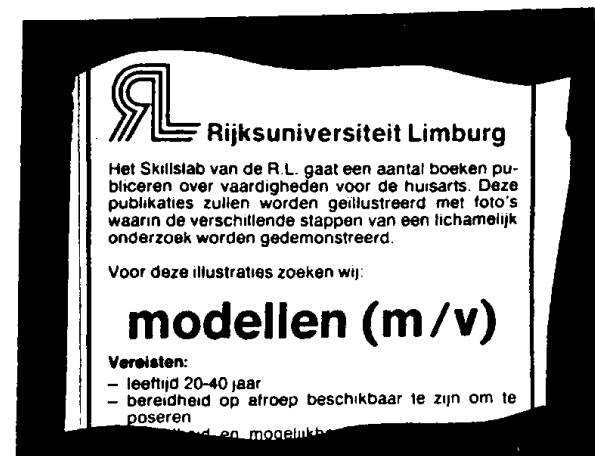 RL
Rijksuniversiteit Limburg
Het Skillslab van de R.L. gaat een aantal boeken pu-
bliceren over vaardigheden voor de huisarts. Deze
publikaties zullen worden geïllustreerd met foto's
waarin de verschillende stappen van een lichamelijk
onderzoek worden gedemonstreerd.
Voor deze illustraties zoeken wij:
modellen (m/v)
Vereisten:
– leeftijd 20-40 jaar
– bereidheid op afroep beschikbaar te zijn om te
poseren
en